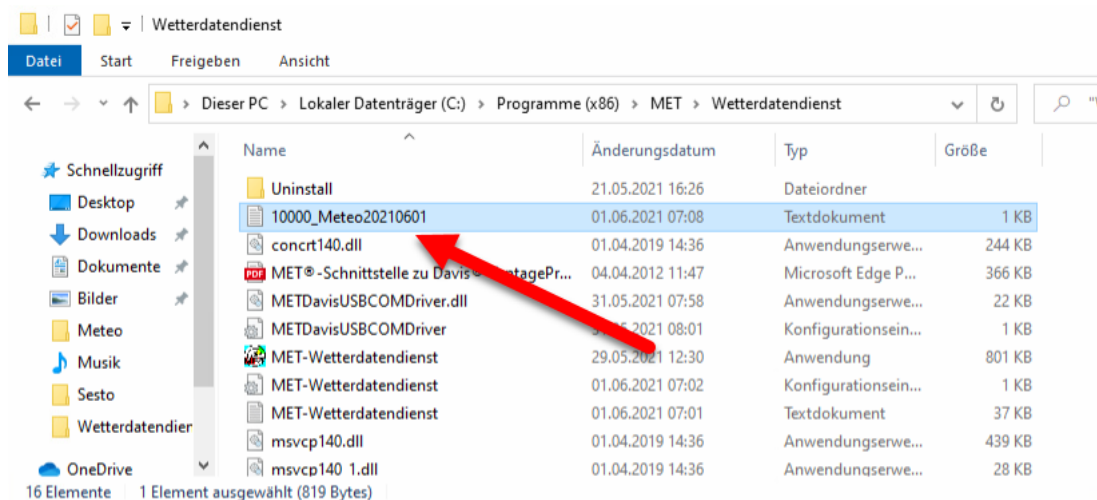 Wetterdatendienst
Datei Start Freigeben Ansicht
Dieser PC > Lokaler Datenträger (C:) > Programme (x86) > MET > Wetterdatendienst
Name Änderungsdatum Typ Größe
Schnellzugriff
Desktop
Downloads
Dokumente
Bilder
Meteo
Musik
Sesto
Wetterdatendien
OneDrive
Uninstall 21.05.2021 16:26 Dateiordner
10000_Meteo20210601 01.06.2021 07:08 Textdokument 1 KB
concrt140.dll 01.04.2019 14:36 Anwendungserwe... 244 KB
PDF MET®-Schnittstelle zu Davis® 04.04.2012 11:47 Microsoft Edge P... 366 KB
METDavisUSBCOMDriver.dll 31.05.2021 07:58 Anwendungserwe... 22 KB
METDavisUSBCOMDriver 08:01 Konfigurationsein... 1 KB
MET-Wetterdatendienst 29.05.2021 12:30 Anwendung 801 KB
MET-Wetterdatendienst 01.06.2021 07:02 Konfigurationsein... 1 KB
MET-Wetterdatendienst 01.06.2021 07:01 Textdokument 37 KB
msvcp140.dll 01.04.2019 14:36 Anwendungserwe... 439 KB
msvcp140_1.dll 01.04.2019 14:36 Anwendungserwe... 28 KB
16 Elemente 1 Element ausgewählt (819 Bytes)